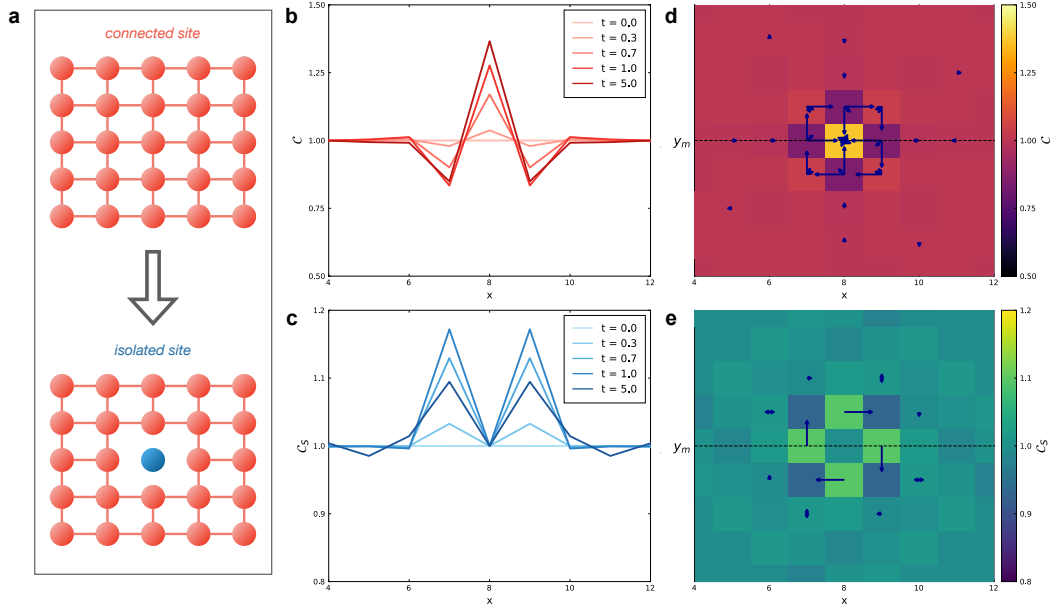 a
connected site
isolated site
b
1.50
1.25
1.00
0.75
0.50
C
4
6
8
10
12
x
t = 0.0
t = 0.3
t = 0.7
t = 1.0
t = 5.0
c
1.2
1.1
1.0
0.9
0.8
C_S
4
6
8
10
12
x
t = 0.0
t = 0.3
t = 0.7
t = 1.0
t = 5.0
d
y_m
4
6
8
10
12
x
1.50
1.25
1.00
0.75
0.50
C
e
y_m
4
6
8
10
12
x
1.2
1.1
1.0
0.9
0.8
C_S